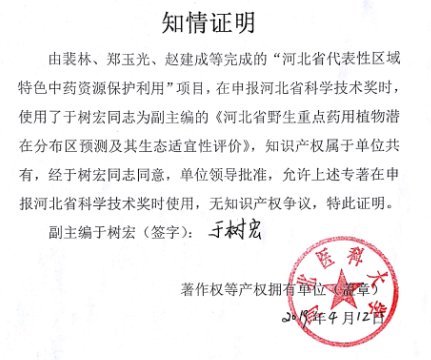 知情证明
由裴林、郑玉光、赵建成等完成的“河北省代表性区域
特色中药资源保护利用”项目，在申报河北省科学技术奖时，
使用了于树宏同志为副主编的《河北省野生重点药用植物潜
在分布区预测及其生态适宜性评价》，知识产权属于单位共
有，经于树宏同志同意，单位领导批准，允许上述专著在申
报河北省科学技术奖时使用，无知识产权争议，特此证明。
副主编于树宏（签字）：于树宏
著作权等产权拥有单位（盖章）
2019年4月12日
河北医科大学